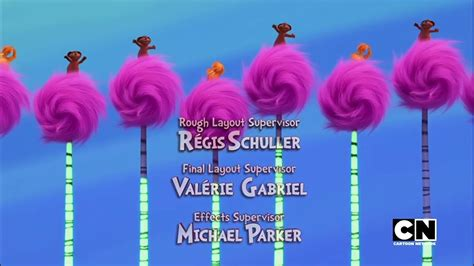 Rough Layout Supervisor
Régis Schuller
Final Layout Supervisor
Valérie Gabriel
Effects Supervisor
Michael Parker
CN
CARTOON NETWORK